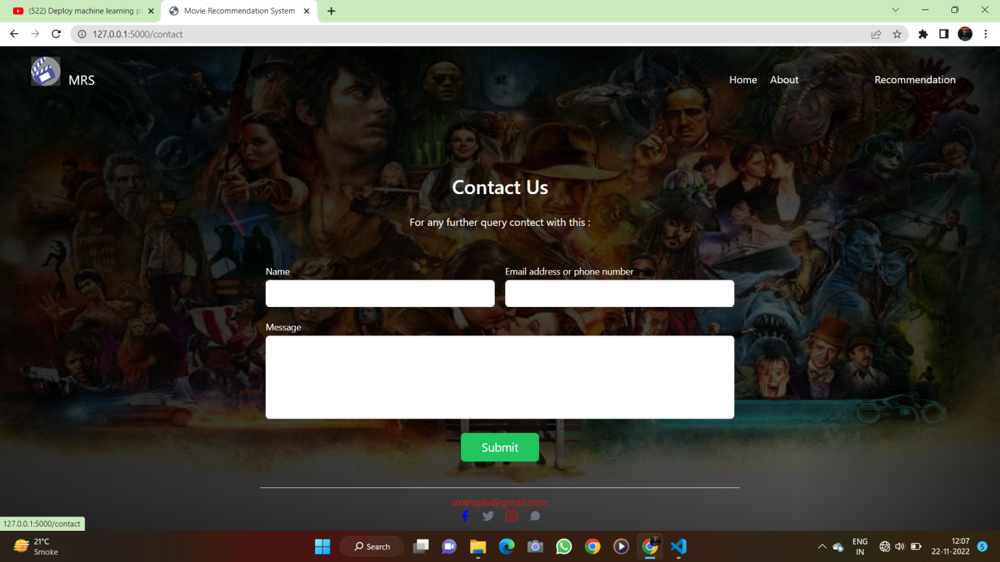 (522) Deploy machine learning p
Movie Recommendation System
127.0.0.1:5000/contact
MRS
Home
About
Recommendation
Contact Us
For any further query contect with this :
Name
Email address or phone number
Message
Submit
example@gmail.com
127.0.0.1:5000/contact
21°C
Smoke
Search
ENG
IN
12:07
22-11-2022
5